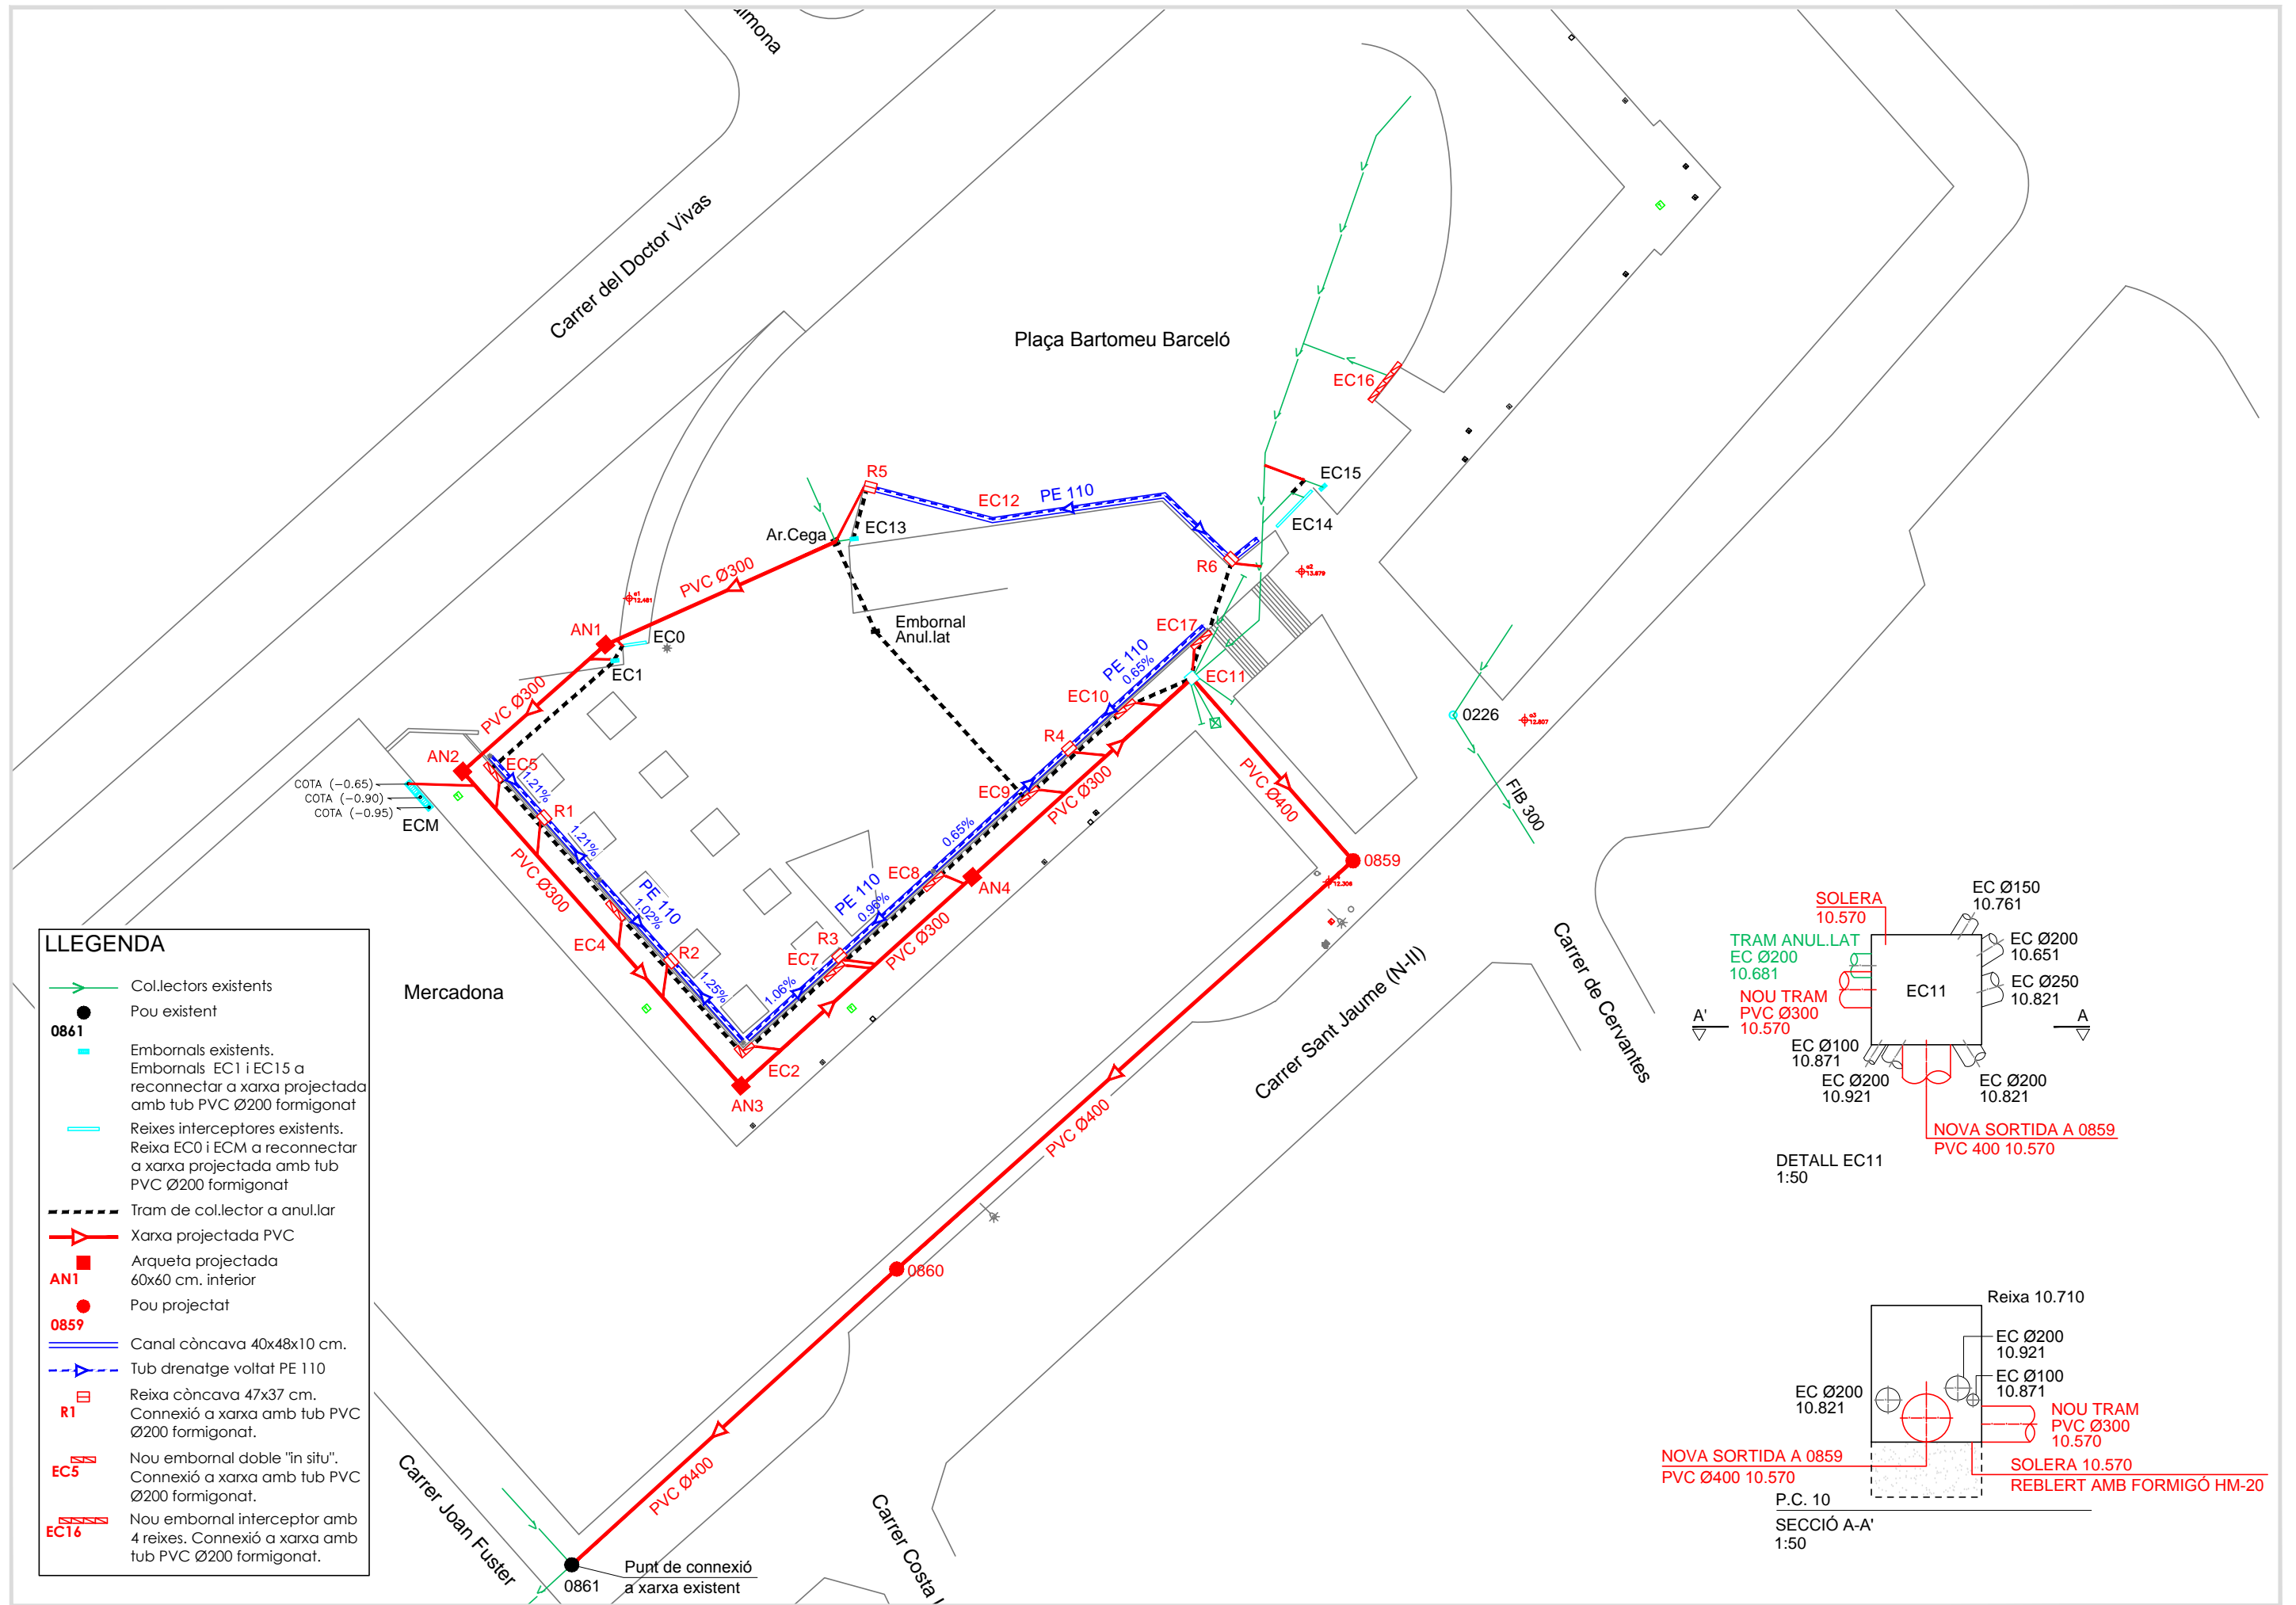 almona
Carrer del Doctor Vivas
Plaça Bartomeu Barceló
EC16
EC15
EC14
R5
EC12
PE 110
EC13
Ar.Cega
R6
a2
13.679
PVC Ø300
a1
12.481
AN1
EC0
EC1
Embornal
Anul.lat
EC17
EC11
PE 110
0.65%
EC10
R4
PVC Ø300
AN2
EC5
1.21%
COTA (-0.65)
COTA (-0.90)
COTA (-0.95)
ECM
R1
1.21%
EC9
PVC Ø300
0.65%
PVC Ø400
0226
a3
12.807
FIB 300
PVC Ø300
PE 110
1.02%
EC8
AN4
0859
12.306
PE 110
0.96%
EC4
R2
R3
EC7
PVC Ø300
1.25%
1.06%
Mercadona
EC2
AN3
Carrer Sant Jaume (N-II)
Carrer de Cervantes
PVC Ø400
0860
PVC Ø400
Carrer Joan Fuster
Carrer Costa
0861
Punt de connexió
a xarxa existent
LLEGENDA
Col.lectors existents
Pou existent
0861
Embornals existents.
Embornals EC1 i EC15 a
reconnectar a xarxa projectada
amb tub PVC Ø200 formigonat
Reixes interceptores existents.
Reixa EC0 i ECM a reconnectar
a xarxa projectada amb tub
PVC Ø200 formigonat
Tram de col.lector a anul.lar
Xarxa projectada PVC
Arqueta projectada
60x60 cm. interior
AN1
Pou projectat
0859
Canal còncava 40x48x10 cm.
Tub drenatge voltat PE 110
Reixa còncava 47x37 cm.
Connexió a xarxa amb tub PVC
Ø200 formigonat.
R1
Nou embornal doble "in situ".
Connexió a xarxa amb tub PVC
Ø200 formigonat.
EC5
Nou embornal interceptor amb
4 reixes. Connexió a xarxa amb
tub PVC Ø200 formigonat.
EC16
SOLERA
10.570
EC Ø150
10.761
TRAM ANUL.LAT
EC Ø200
10.681
EC Ø200
10.651
NOU TRAM
PVC Ø300
10.570
EC11
EC Ø250
10.821
A'
A
EC Ø100
10.871
EC Ø200
10.921
EC Ø200
10.821
NOVA SORTIDA A 0859
PVC 400 10.570
DETALL EC11
1:50
Reixa 10.710
EC Ø200
10.921
EC Ø100
10.871
EC Ø200
10.821
NOU TRAM
PVC Ø300
10.570
NOVA SORTIDA A 0859
PVC Ø400 10.570
SOLERA 10.570
REBLERT AMB FORMIGÓ HM-20
P.C. 10
SECCIÓ A-A'
1:50